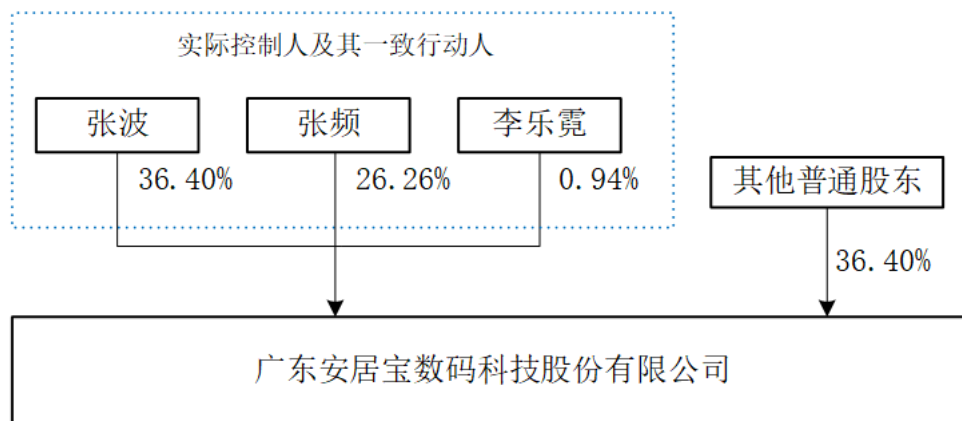 实际控制人及其一致行动人
张波
张频
李乐霓
36.40%
26.26%
0.94%
其他普通股东
36.40%
广东安居宝数码科技股份有限公司